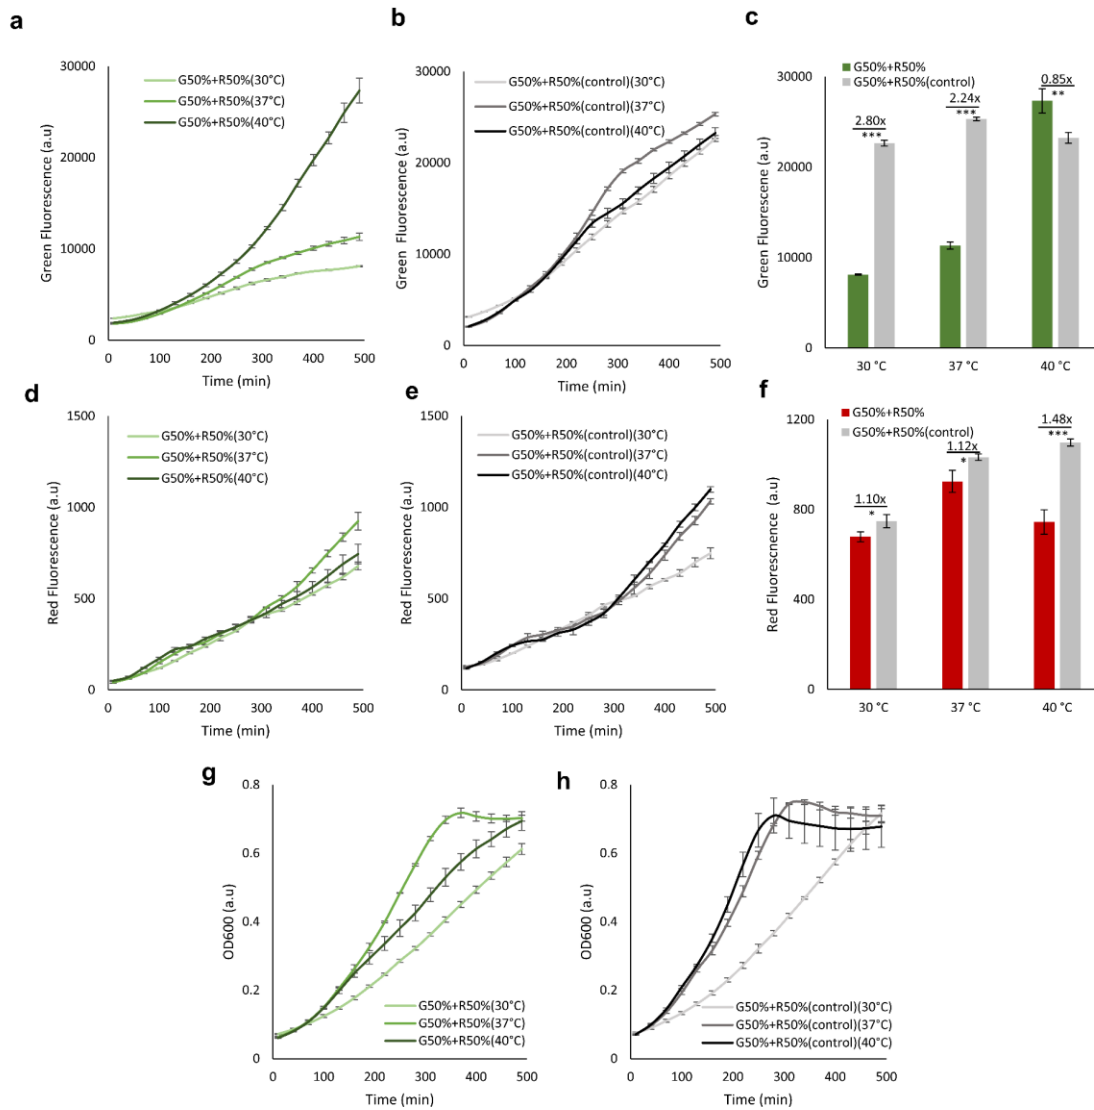 a
30000
20000
10000
0
Green Fluorescence (a.u)
G50%+R50%(30°C)
G50%+R50%(37°C)
G50%+R50%(40°C)
0 100 200 300 400 500
Time (min)
b
30000
20000
10000
0
Green Fluorescence (a.u)
G50%+R50%(control)(30°C)
G50%+R50%(control)(37°C)
G50%+R50%(control)(40°C)
0 100 200 300 400 500
Time (min)
c
G50%+R50%
G50%+R50%(control)
30000
20000
10000
0
Green Fluorescene (a.u)
2.80x
***
2.24x
***
0.85x
**
30 °C 37 °C 40 °C
d
1500
1000
500
0
Red Fluorescence (a.u)
G50%+R50%(30°C)
G50%+R50%(37°C)
G50%+R50%(40°C)
0 100 200 300 400 500
Time (min)
e
1500
1000
500
0
Red Fluorescence (a.u)
G50%+R50%(control)(30°C)
G50%+R50%(control)(37°C)
G50%+R50%(control)(40°C)
0 100 200 300 400 500
Time (min)
f
G50%+R50%
G50%+R50%(control)
1200
800
400
0
Red Fluorescnence (a.u)
1.10x
*
1.12x
*
1.48x
***
30 °C 37 °C 40 °C
g
0.8
0.6
0.4
0.2
0
OD600 (a.u)
G50%+R50%(30°C)
G50%+R50%(37°C)
G50%+R50%(40°C)
0 100 200 300 400 500
Time (min)
h
0.8
0.6
0.4
0.2
0
OD600 (a.u)
G50%+R50%(control)(30°C)
G50%+R50%(control)(37°C)
G50%+R50%(control)(40°C)
0 100 200 300 400 500
Time (min)